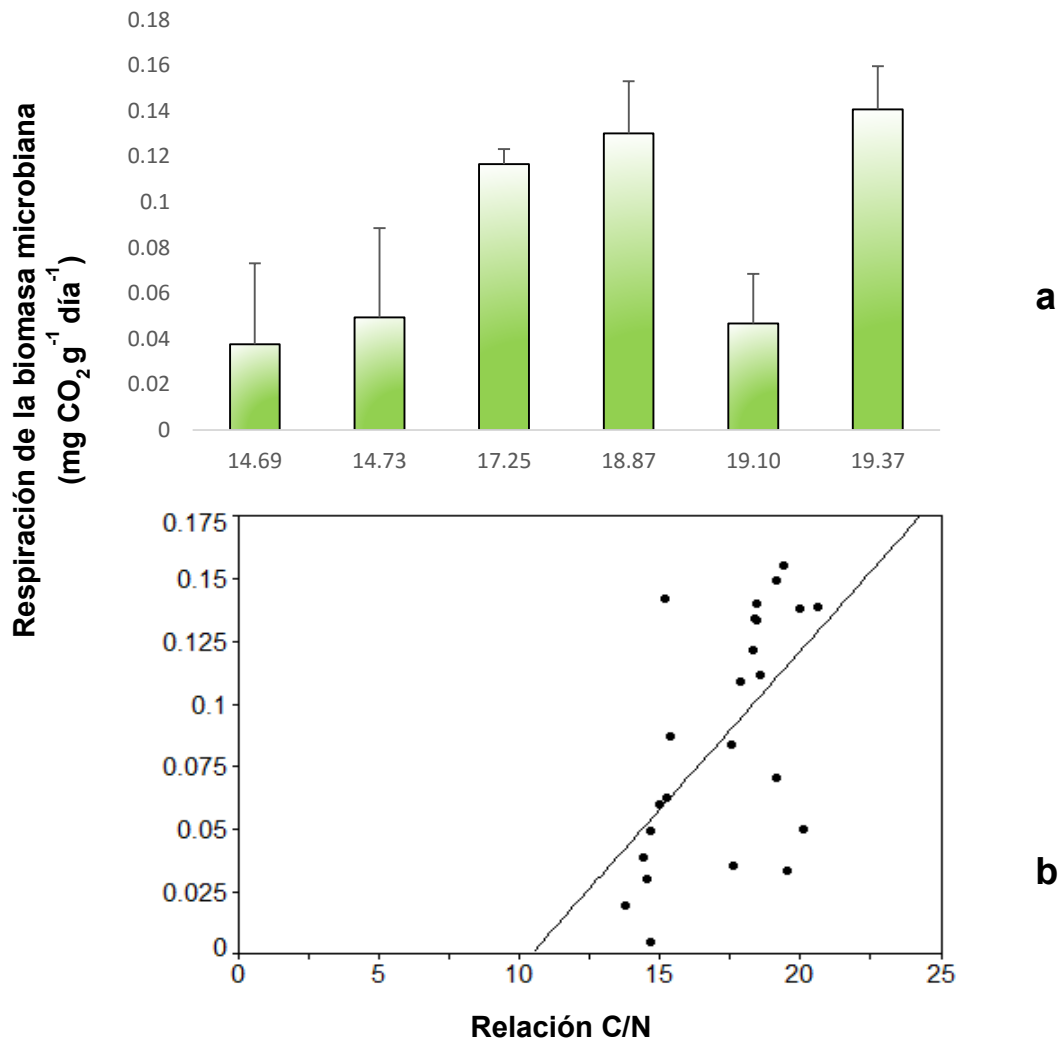 Respiración de la biomasa microbiana
(mg CO₂ g⁻¹ día⁻¹)
0.18
0.16
0.14
0.12
0.1
0.08
0.06
0.04
0.02
0
14.69 14.73 17.25 18.87 19.10 19.37
a
0.175
0.15
0.125
0.1
0.075
0.05
0.025
0
0 5 10 15 20 25
b
Relación C/N